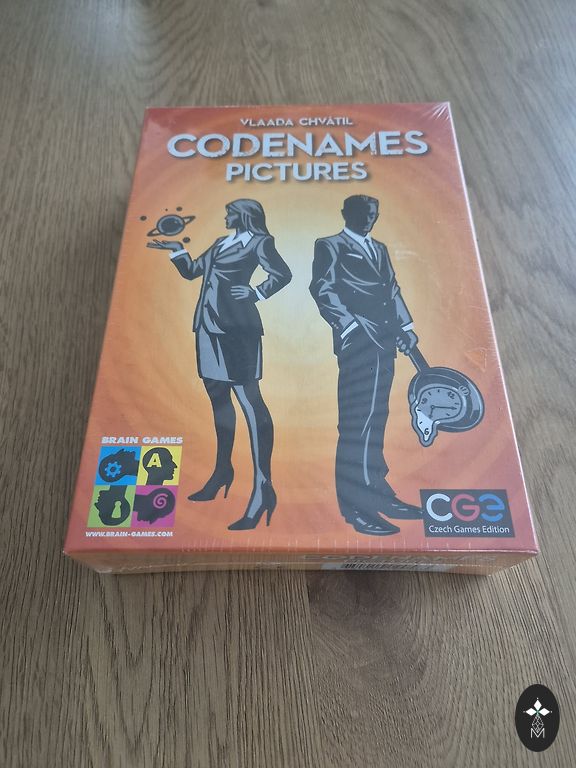 VLAADA CHVÁTIL
CODENAMES
PICTURES
BRAIN GAMES
A
WWW.BRAIN-GAMES.COM
CGE
Czech Games Edition
M